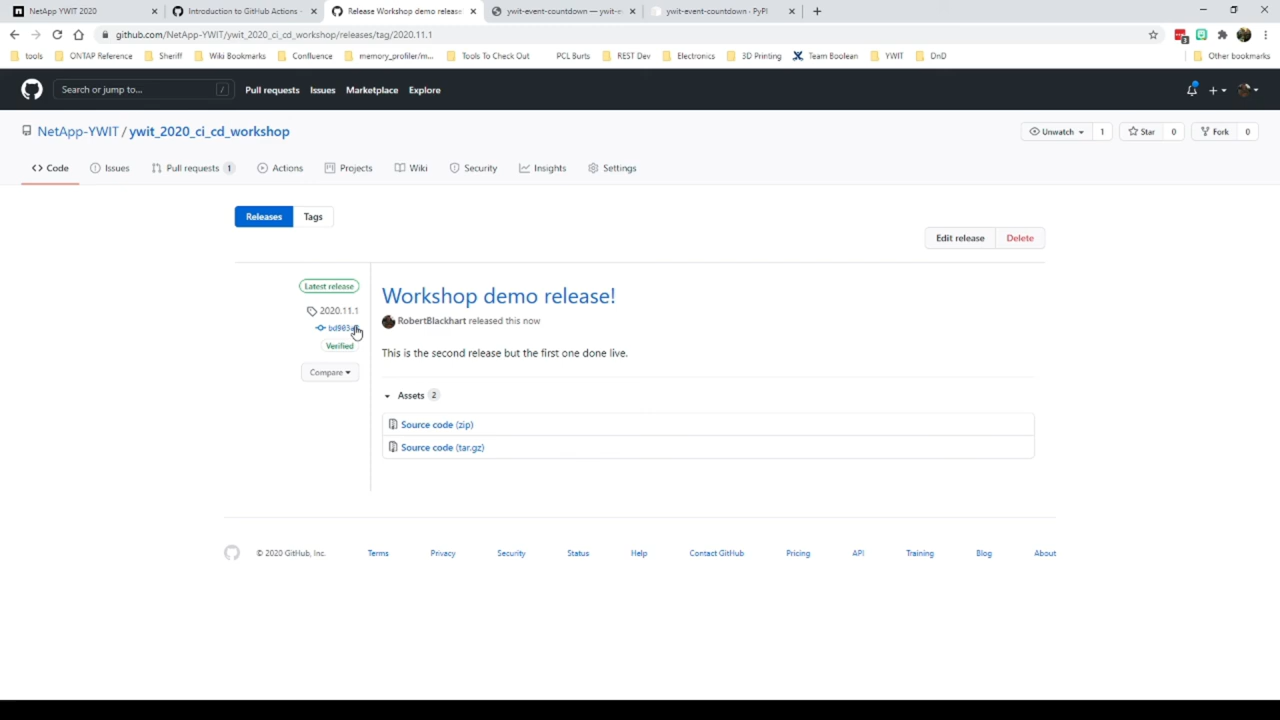 NetApp YWIT 2020
Introduction to GitHub Actions -
Release Workshop demo release
ywit-event-countdown — ywit-e
ywit-event-countdown · PyPI
github.com/NetApp-YWIT/ywit_2020_ci_cd_workshop/releases/tag/2020.11.1
tools ONTAP Reference Sheriff Wiki Bookmarks Confluence memory_profiler/m... Tools To Check Out PCL Burts REST Dev Electronics 3D Printing Team Boolean YWIT DnD Other bookmarks
Search or jump to... / Pull requests Issues Marketplace Explore
NetApp-YWIT / ywit_2020_ci_cd_workshop Unwatch 1 Star 0 Fork 0
Code Issues Pull requests 1 Actions Projects Wiki Security Insights Settings
Releases Tags
Edit release Delete
Latest release
2020.11.1
Verified
Compare
Workshop demo release!
RobertBlackhart released this now
This is the second release but the first one done live.
Assets 2
Source code (zip)
Source code (tar.gz)
© 2020 GitHub, Inc. Terms Privacy Security Status Help Contact GitHub Pricing API Training Blog About